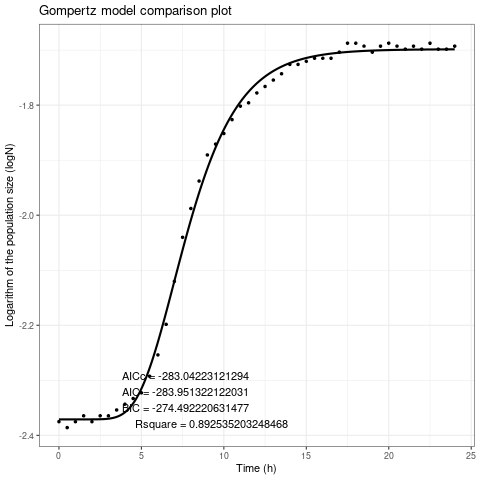 Gompertz model comparison plot
Logarithm of the population size (logN)
-1.8
-2.0
-2.2
-2.4
AICc = -283.04223121294
AIC = -283.951322122031
BIC = -274.492220631477
Rsquare = 0.892535203248468
0
5
10
15
20
25
Time (h)